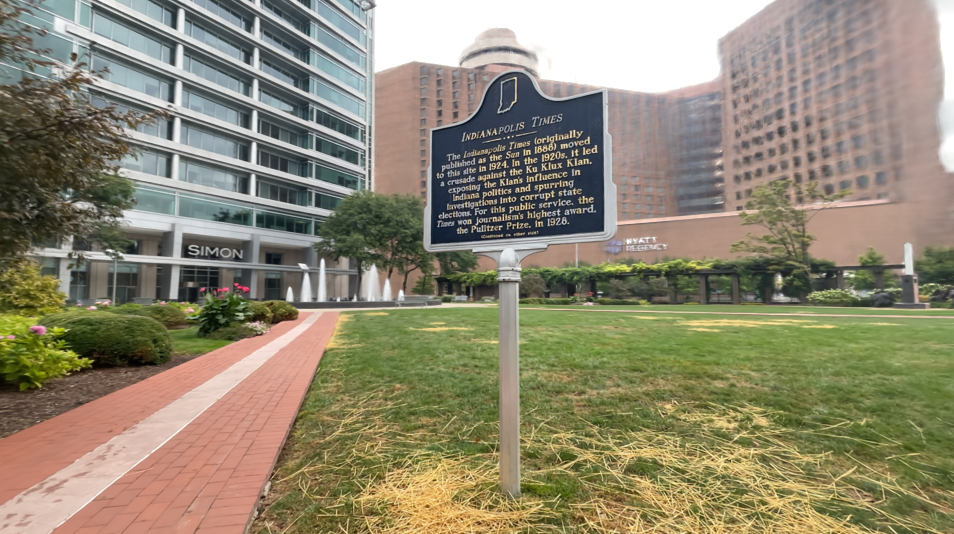 INDIANAPOLIS TIMES
The Indianapolis Times (originally
published as the Sun in 1888) moved
to this site in 1924. In the 1920s, it led
a crusade against the Ku Klux Klan,
exposing the Klan's influence in
Indiana politics and spurring
investigations into corrupt state
elections. For this public service, the
Times won journalism's highest award,
the Pulitzer Prize, in 1928.
(Continued on other side)
SIMON
HYATT
REGENCY